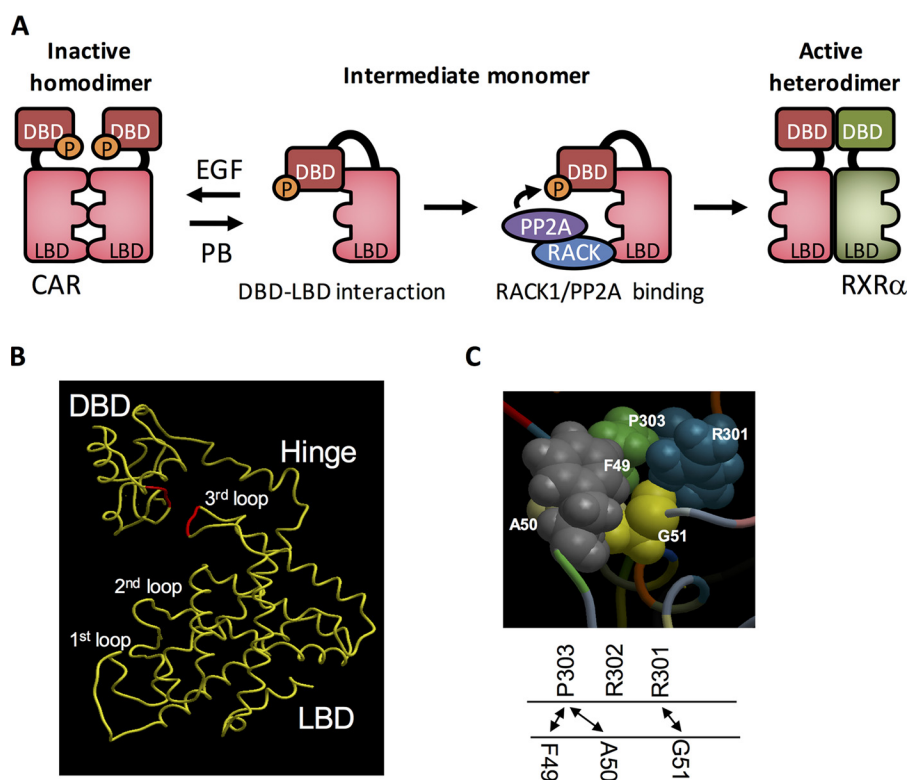 A
Inactive
homodimer
Intermediate monomer
Active
heterodimer
DBD
DBD
P
P
LBD
LBD
CAR
EGF
PB
DBD
P
LBD
DBD-LBD interaction
DBD
P
PP2A
RACK
LBD
RACK1/PP2A binding
DBD
DBD
LBD
LBD
RXRα
B
DBD
Hinge
3rd loop
2nd loop
1st loop
LBD
C
P303
R301
F49
A50
G51
P303
R302
R301
F49
A50
G51